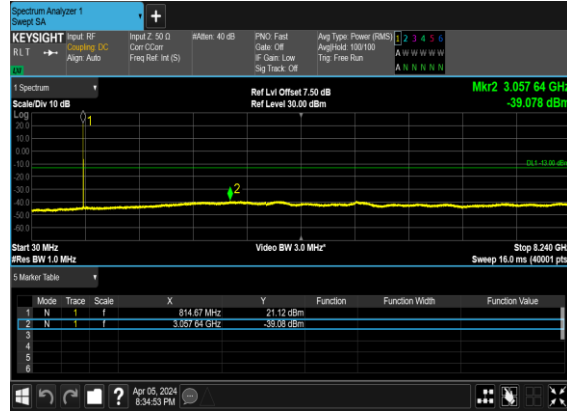 Spectrum Analyzer 1
Swept SA
KEYSIGHT Input: RF Input Z: 50 Ω #Atten: 40 dB PNO: Fast Avg Type: Power (RMS) 1 2 3 4 5 6
RLT Coupling: DC Corr CCorr Gate: Off Avg|Hold: 100/100 A W W W W W
Align: Auto Freq Ref: Int (S) IF Gain: Low Trig: Free Run
Sig Track: Off A N N N N N
LW
1 Spectrum Ref Lvl Offset 7.50 dB Mkr2 3.057 64 GHz
Scale/Div 10 dB Ref Level 30.00 dBm -39.078 dBm
Log
20.0
10.0
0.00
-10.0
-20.0
-30.0
-40.0
-50.0
-60.0
1
DL1 -13.00 dBm
2
Start 30 MHz Video BW 3.0 MHz* Stop 8.240 GHz
#Res BW 1.0 MHz Sweep 16.0 ms (40001 pts)
5 Marker Table
Mode Trace Scale X Y Function Function Width Function Value
1 N 1 f 814.67 MHz 21.12 dBm
2 N 1 f 3.057 64 GHz -39.08 dBm
3
4
5
6
? Apr 05, 2024
8:34:53 PM